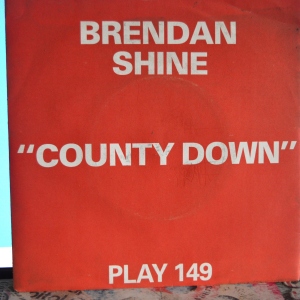 BRENDAN
SHINE
"COUNTY DOWN"
PLAY 149